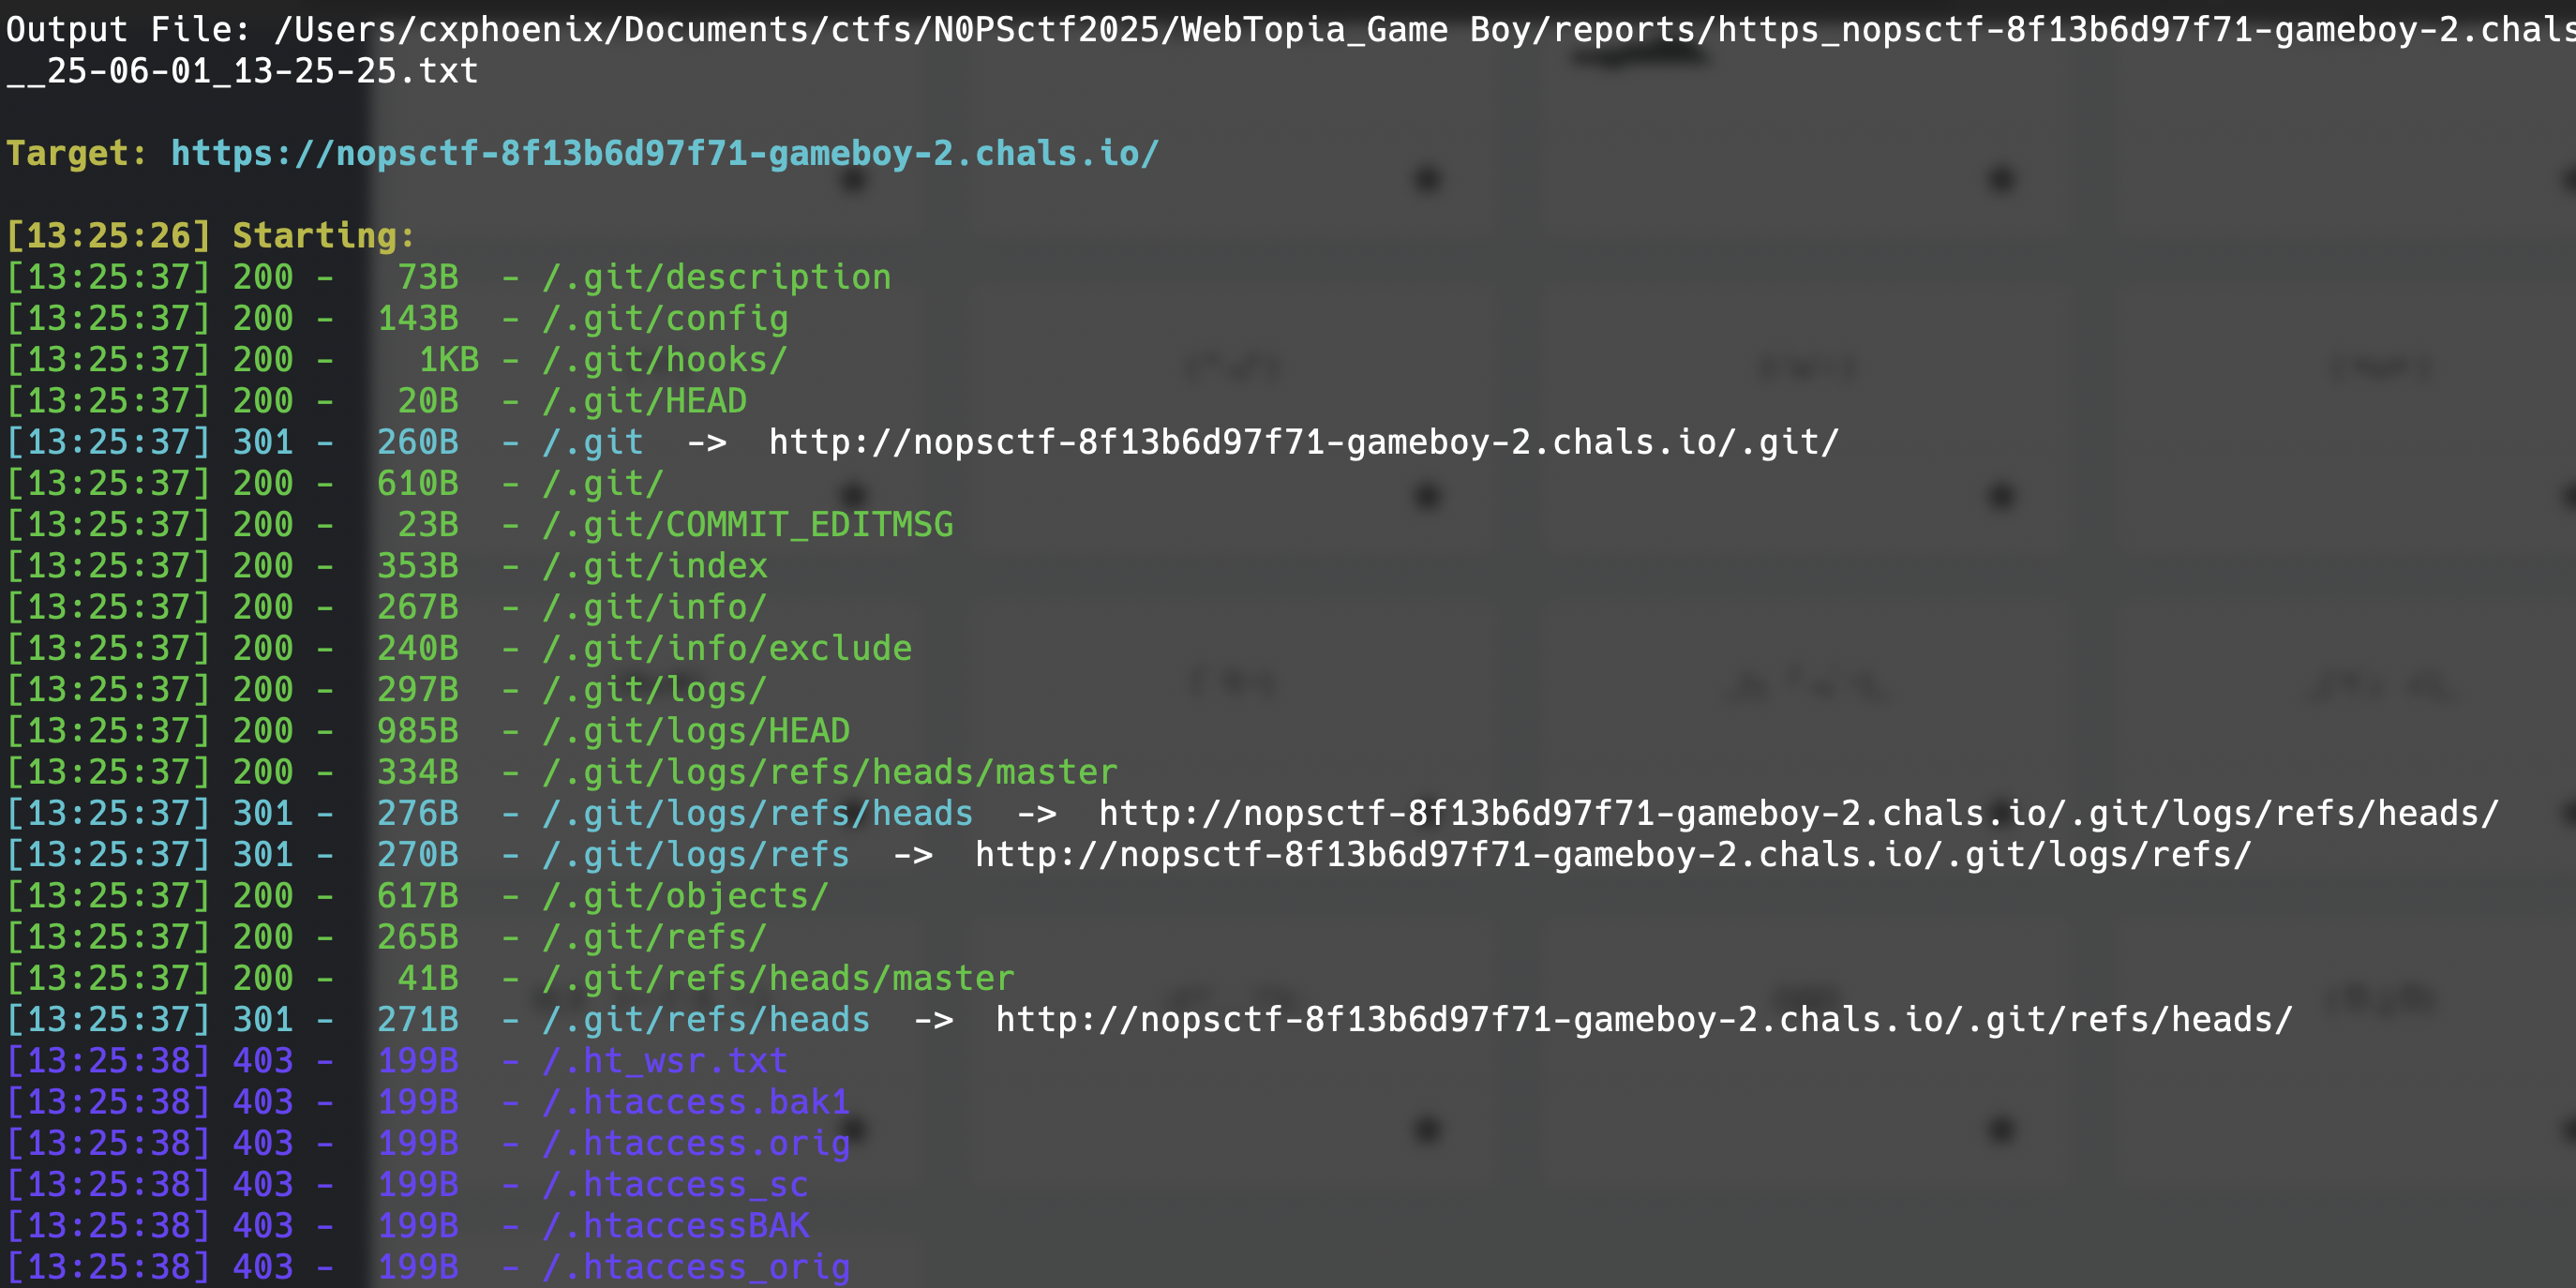 Output File: /Users/cxphoenix/Documents/ctfs/N0PSctf2025/WebTopia_Game Boy/reports/https_nopsctf-8f13b6d97f71-gameboy-2.chals
__25-06-01_13-25-25.txt
Target: https://nopsctf-8f13b6d97f71-gameboy-2.chals.io/
[13:25:26] Starting:
[13:25:37] 200 -   73B  - /.git/description
[13:25:37] 200 -  143B  - /.git/config
[13:25:37] 200 -    1KB - /.git/hooks/
[13:25:37] 200 -   20B  - /.git/HEAD
[13:25:37] 301 -  260B  - /.git  ->  http://nopsctf-8f13b6d97f71-gameboy-2.chals.io/.git/
[13:25:37] 200 -  610B  - /.git/
[13:25:37] 200 -   23B  - /.git/COMMIT_EDITMSG
[13:25:37] 200 -  353B  - /.git/index
[13:25:37] 200 -  267B  - /.git/info/
[13:25:37] 200 -  240B  - /.git/info/exclude
[13:25:37] 200 -  297B  - /.git/logs/
[13:25:37] 200 -  985B  - /.git/logs/HEAD
[13:25:37] 200 -  334B  - /.git/logs/refs/heads/master
[13:25:37] 301 -  276B  - /.git/logs/refs/heads  ->  http://nopsctf-8f13b6d97f71-gameboy-2.chals.io/.git/logs/refs/heads/
[13:25:37] 301 -  270B  - /.git/logs/refs  ->  http://nopsctf-8f13b6d97f71-gameboy-2.chals.io/.git/logs/refs/
[13:25:37] 200 -  617B  - /.git/objects/
[13:25:37] 200 -  265B  - /.git/refs/
[13:25:37] 200 -   41B  - /.git/refs/heads/master
[13:25:37] 301 -  271B  - /.git/refs/heads  ->  http://nopsctf-8f13b6d97f71-gameboy-2.chals.io/.git/refs/heads/
[13:25:38] 403 -  199B  - /.ht_wsr.txt
[13:25:38] 403 -  199B  - /.htaccess.bak1
[13:25:38] 403 -  199B  - /.htaccess.orig
[13:25:38] 403 -  199B  - /.htaccess_sc
[13:25:38] 403 -  199B  - /.htaccessBAK
[13:25:38] 403 -  199B  - /.htaccess_orig